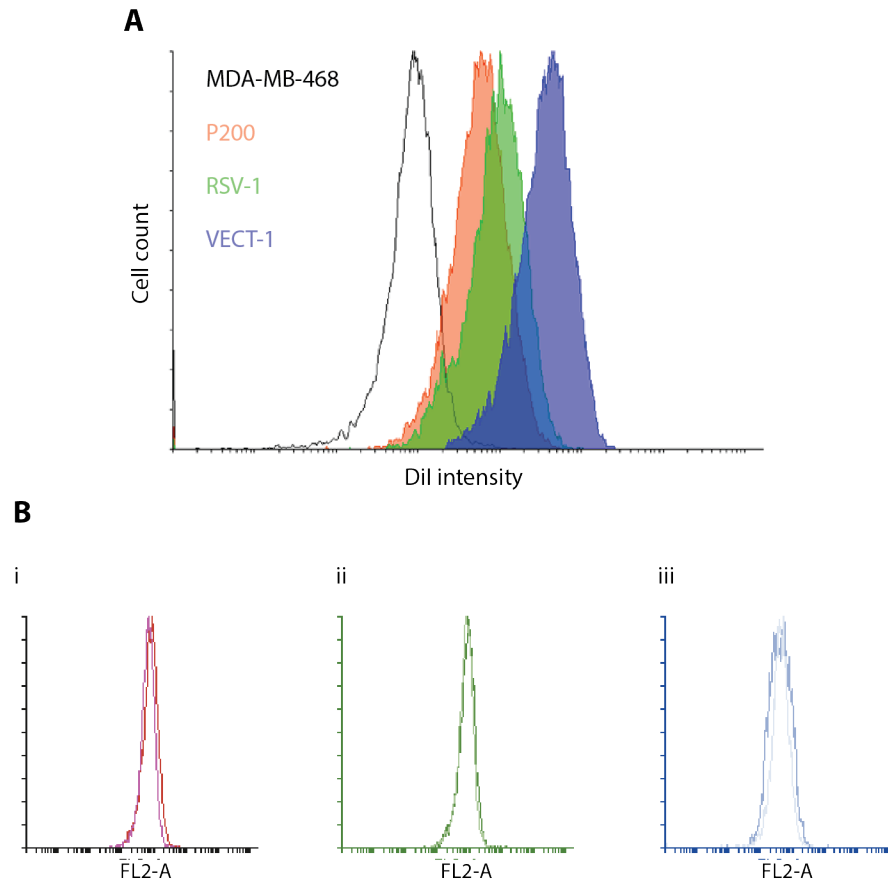 A
MDA-MB-468
P200
RSV-1
VECT-1
Cell count
DiI intensity
B
i
ii
iii
FL2-A
FL2-A
FL2-A